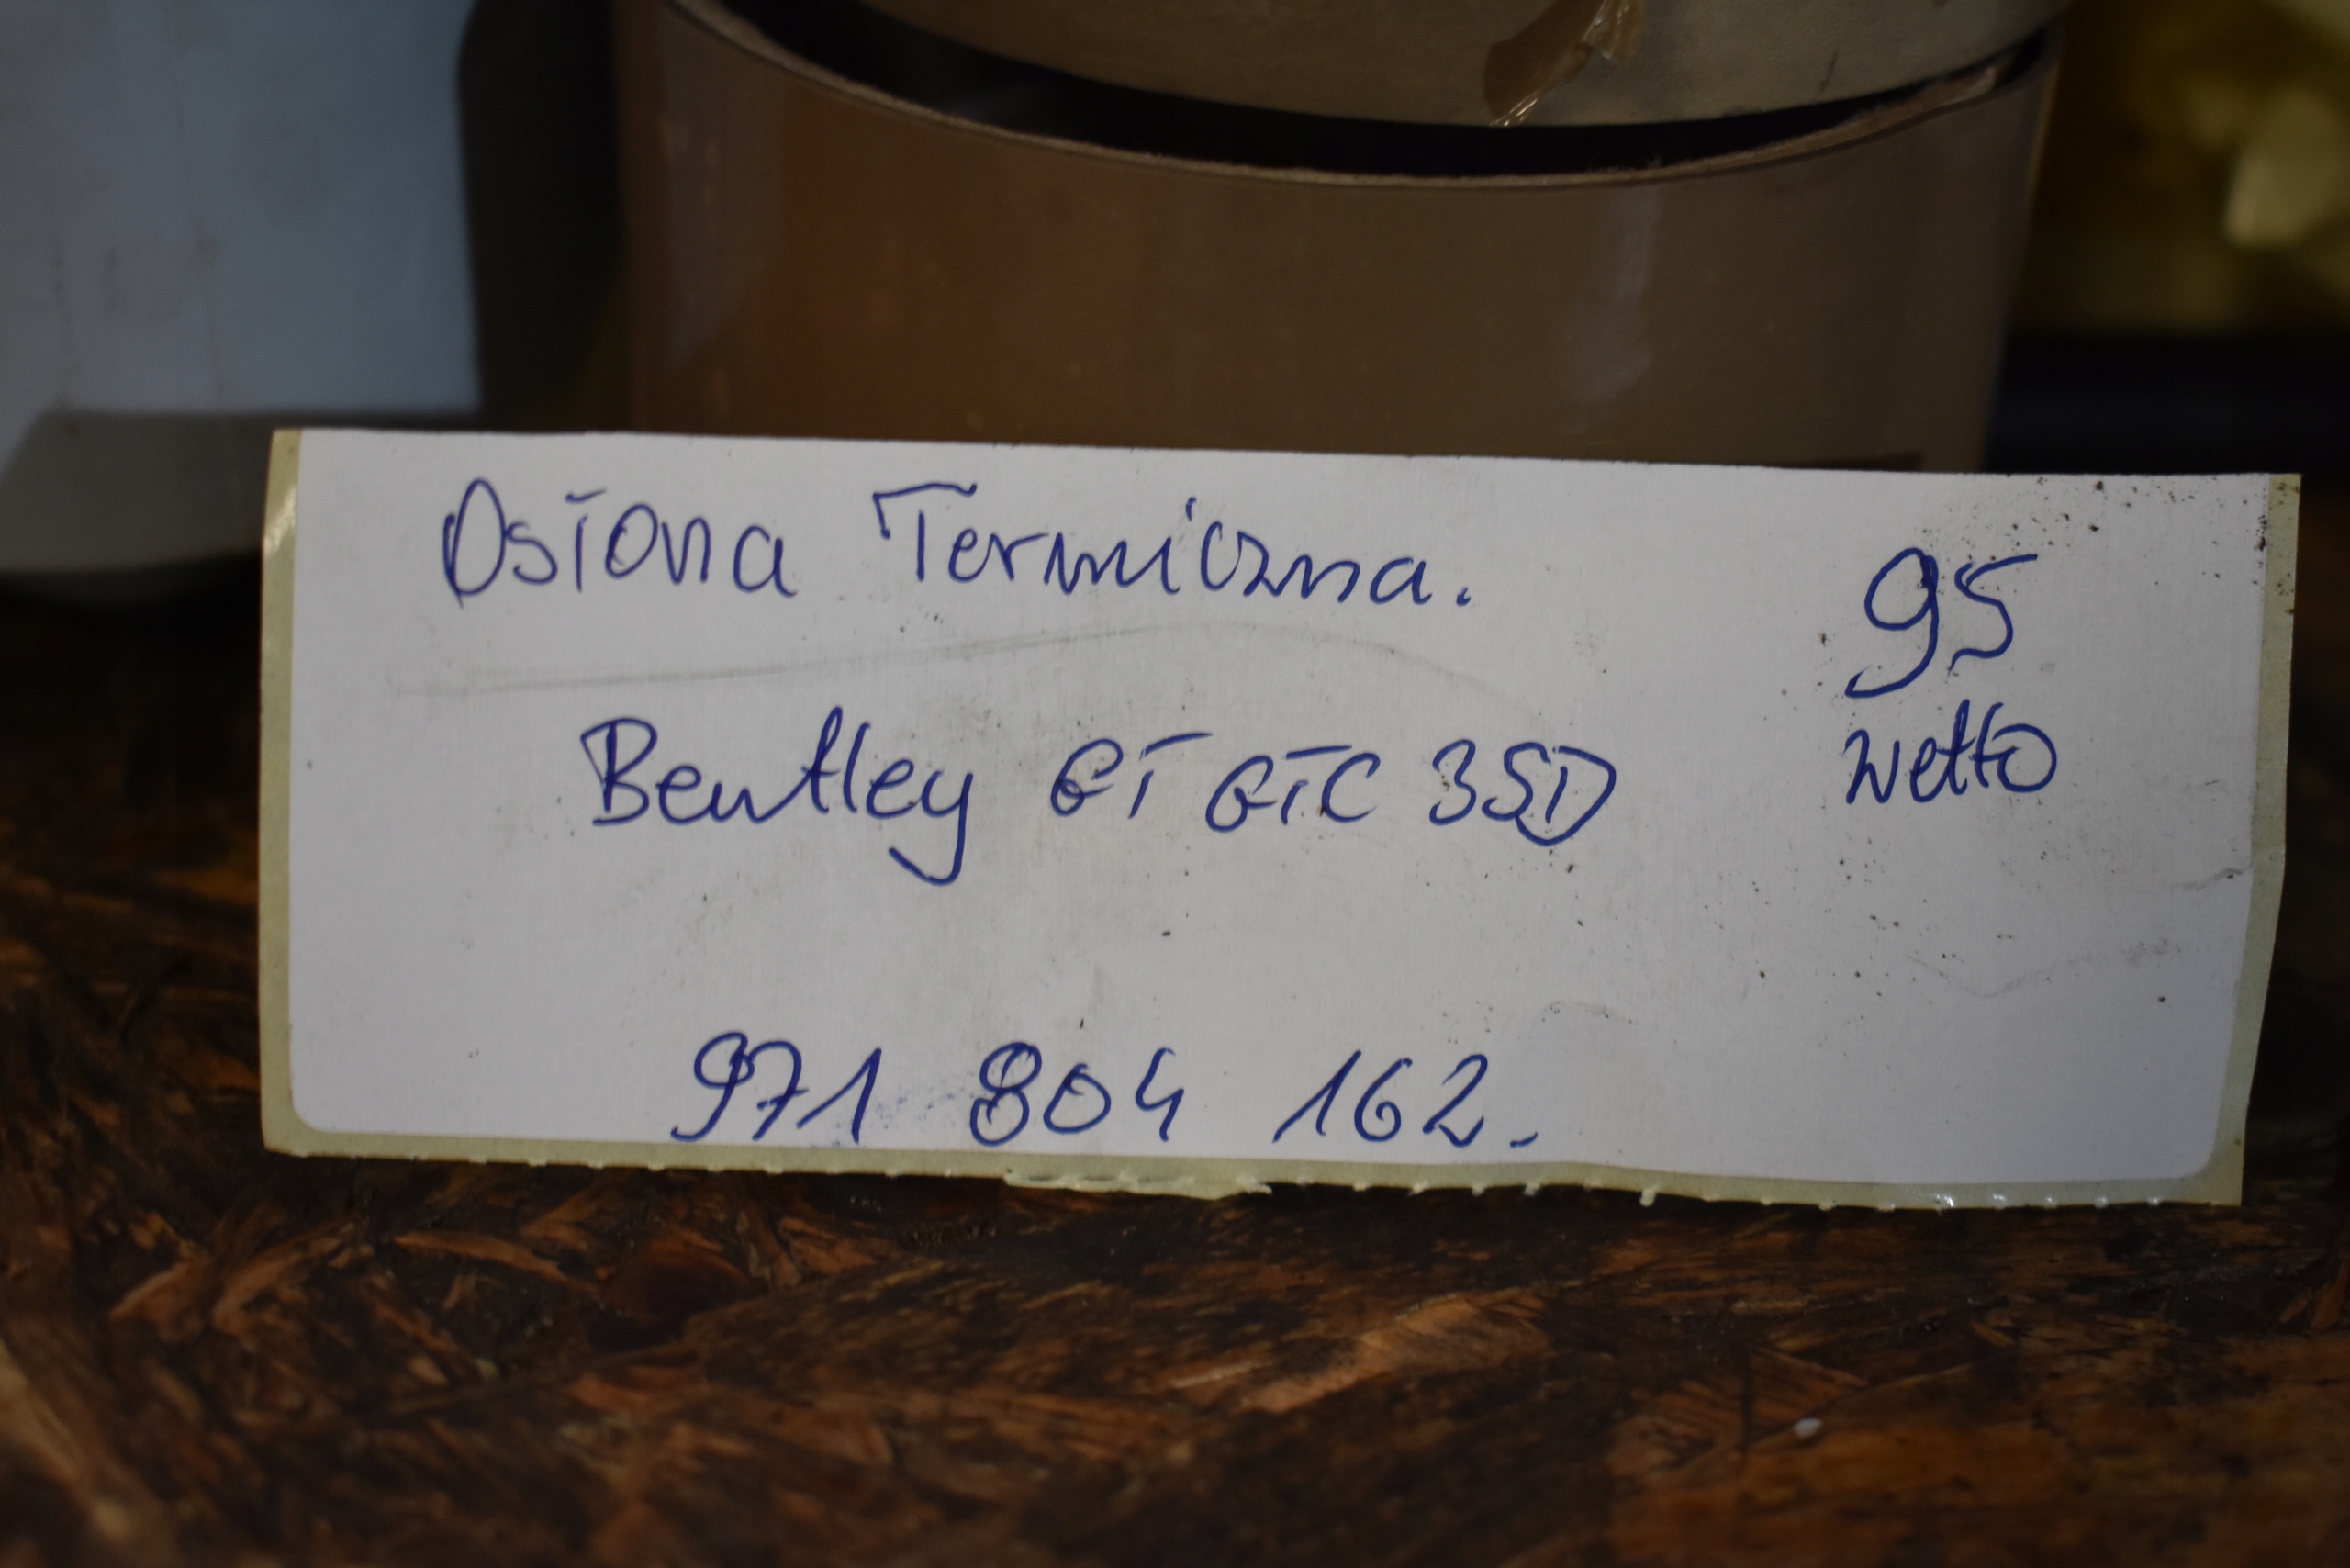 Osłona Termiczna.
95
netto
Bentley GT GTC 3SD
971 804 162.